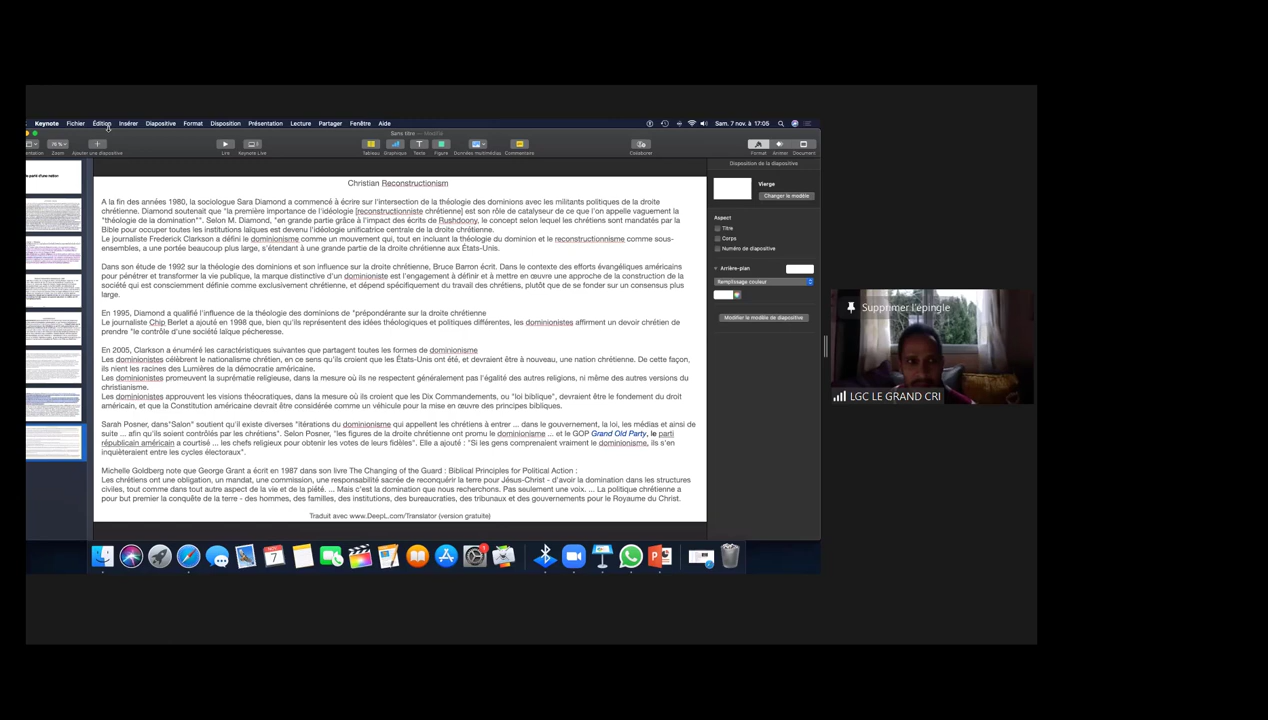 Keynote Fichier Édition Insérer Diapositive Format Disposition Présentation Lecture Partager Fenêtre Aide Sam. 7 nov. à 17:05
Sans titre — Modifié
76 %
Zoom Ajouter une diapositive Lire Keynote Live Tableau Graphique Texte Figure Données multimédias Commentaire Collaborer Format Animer Document
Christian Reconstructionism
A la fin des années 1980, la sociologue Sara Diamond a commencé à écrire sur l'intersection de la théologie des dominions avec les militants politiques de la droite
chrétienne. Diamond soutenait que "la première importance de l'idéologie [reconstructionniste chrétienne] est son rôle de catalyseur de ce que l'on appelle vaguement la
"théologie de la domination"". Selon M. Diamond, "en grande partie grâce à l'impact des écrits de Rushdoony, le concept selon lequel les chrétiens sont mandatés par la
Bible pour occuper toutes les institutions laïques est devenu l'idéologie unificatrice centrale de la droite chrétienne.
Le journaliste Frederick Clarkson a défini le dominionisme comme un mouvement qui, tout en incluant la théologie du dominion et le reconstructionnisme comme sous-
ensembles, a une portée beaucoup plus large, s'étendant à une grande partie de la droite chrétienne aux États-Unis.
Dans son étude de 1992 sur la théologie des dominions et son influence sur la droite chrétienne, Bruce Barron écrit. Dans le contexte des efforts évangéliques américains
pour pénétrer et transformer la vie publique, la marque distinctive d'un dominioniste est l'engagement à définir et à mettre en œuvre une approche de la construction de la
société qui est consciemment définie comme exclusivement chrétienne, et dépend spécifiquement du travail des chrétiens, plutôt que de se fonder sur un consensus plus
large.
En 1995, Diamond a qualifié l'influence de la théologie des dominions de "prépondérante sur la droite chrétienne
Le journaliste Chip Berlet a ajouté en 1998 que, bien qu'ils représentent des idées théologiques et politiques différentes, les dominionistes affirment un devoir chrétien de
prendre "le contrôle d'une société laïque pécheresse.
En 2005, Clarkson a énuméré les caractéristiques suivantes que partagent toutes les formes de dominionisme
Les dominionistes célèbrent le nationalisme chrétien, en ce sens qu'ils croient que les États-Unis ont été, et devraient être à nouveau, une nation chrétienne. De cette façon,
ils nient les racines des Lumières de la démocratie américaine.
Les dominionistes promeuvent la suprématie religieuse, dans la mesure où ils ne respectent généralement pas l'égalité des autres religions, ni même des autres versions du
christianisme.
Les dominionistes approuvent les visions théocratiques, dans la mesure où ils croient que les Dix Commandements, ou "loi biblique", devraient être le fondement du droit
américain, et que la Constitution américaine devrait être considérée comme un véhicule pour la mise en œuvre des principes bibliques.
Sarah Posner, dans"Salon" soutient qu'il existe diverses "itérations du dominionisme qui appellent les chrétiens à entrer ... dans le gouvernement, la loi, les médias et ainsi de
suite ... afin qu'ils soient contrôlés par les chrétiens". Selon Posner, "les figures de la droite chrétienne ont promu le dominionisme ... et le GOP Grand Old Party, le parti
républicain américain a courtisé ... les chefs religieux pour obtenir les votes de leurs fidèles". Elle a ajouté : "Si les gens comprenaient vraiment le dominionisme, ils s'en
inquièteraient entre les cycles électoraux".
Michelle Goldberg note que George Grant a écrit en 1987 dans son livre The Changing of the Guard : Biblical Principles for Political Action :
Les chrétiens ont une obligation, un mandat, une commission, une responsabilité sacrée de reconquérir la terre pour Jésus-Christ - d'avoir la domination dans les structures
civiles, tout comme dans tout autre aspect de la vie et de la piété. ... Mais c'est la domination que nous recherchons. Pas seulement une voix. ... La politique chrétienne a
pour but premier la conquête de la terre - des hommes, des familles, des institutions, des bureaucraties, des tribunaux et des gouvernements pour le Royaume du Christ.
Traduit avec www.DeepL.com/Translator (version gratuite)
Disposition de la diapositive
Vierge
Changer le modèle
Aspect
Titre
Corps
Numéro de diapositive
Arrière-plan
Remplissage couleur
Modifier le modèle de diapositive
Supprimer l'épingle
LGC LE GRAND CRI